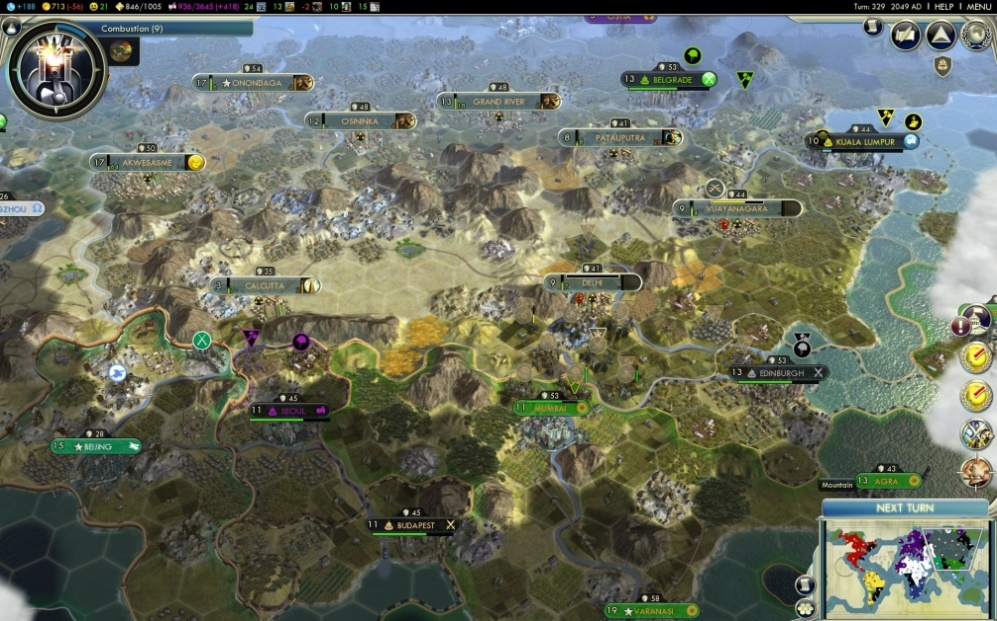 +188 713 (-56) 21 846/1005 936/3645 (+418) 24 13 -2 10 15 Turn: 329 2049 AD HELP MENU
Combustion (9)
54
17 ONONDAGA
53
13 BELGRADE
48
13 GRAND RIVER
48
12 OSININKA
41
8 PATALIPUTRA
44
10 KUALA LUMPUR
50
17 AKWESASME
44
9 VIJAYANAGARA
26
GZHOU
35
3 CALCUTTA
41
9 DELHI
53
13 EDINBURGH
45
11 SEOUL
53
11 MUMBAI
28
15 BEIJING
43
Mountain 13 AGRA
45
11 BUDAPEST
NEXT TURN
58
19 VARANASI